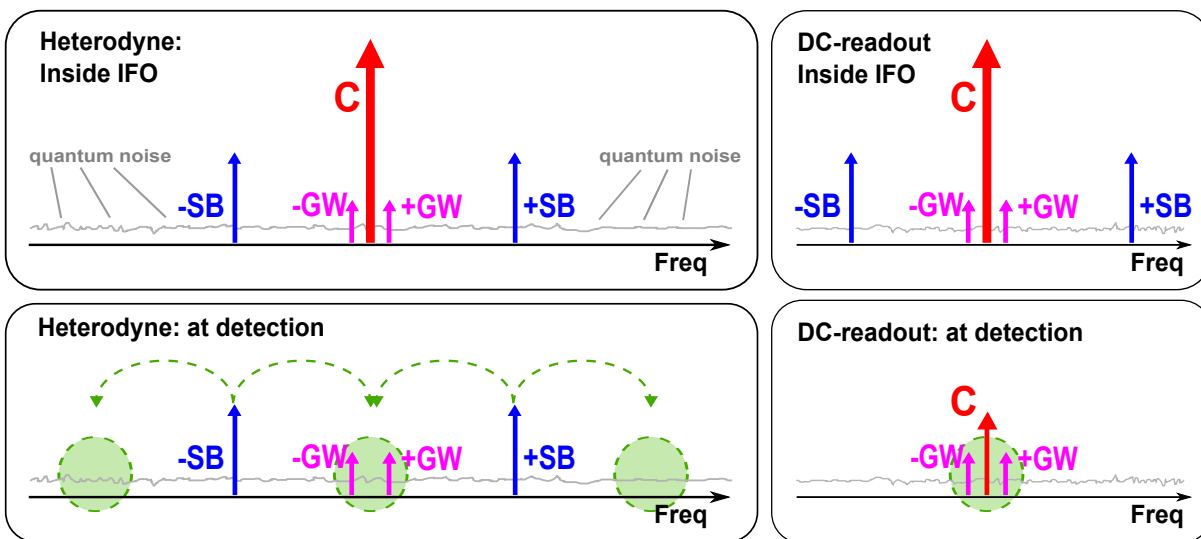 Heterodyne:
Inside IFO
C
quantum noise
quantum noise
-SB
-GW
+GW
+SB
Freq
DC-readout
Inside IFO
C
-SB
-GW
+GW
+SB
Freq
Heterodyne: at detection
-SB
-GW
+GW
+SB
Freq
DC-readout: at detection
C
-GW
+GW
Freq